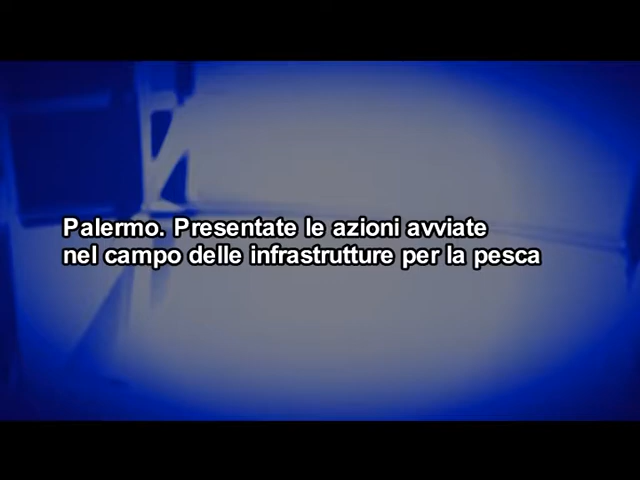 Palermo. Presentate le azioni avviate
nel campo delle infrastrutture per la pesca